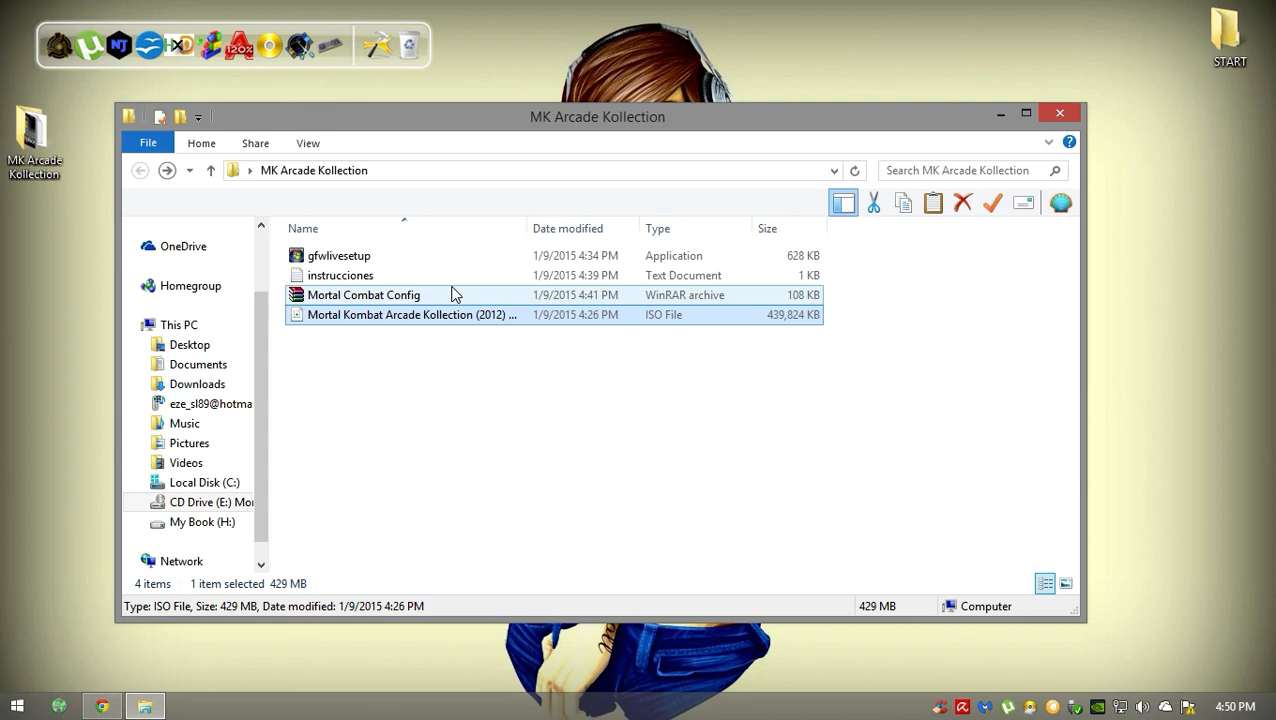 120%
START
MK Arcade
Kollection
MK Arcade Kollection
File Home Share View
MK Arcade Kollection
Search MK Arcade Kollection
Name Date modified Type Size
gfwlivesetup 1/9/2015 4:34 PM Application 628 KB
instrucciones 1/9/2015 4:39 PM Text Document 1 KB
Mortal Combat Config 1/9/2015 4:41 PM WinRAR archive 108 KB
Mortal Kombat Arcade Kollection (2012) ... 1/9/2015 4:26 PM ISO File 439,824 KB
OneDrive
Homegroup
This PC
Desktop
Documents
Downloads
eze_sl89@hotma
Music
Pictures
Videos
Local Disk (C:)
CD Drive (E:) Mor
My Book (H:)
Network
4 items 1 item selected 429 MB
Type: ISO File, Size: 429 MB, Date modified: 1/9/2015 4:26 PM 429 MB Computer
4:50 PM